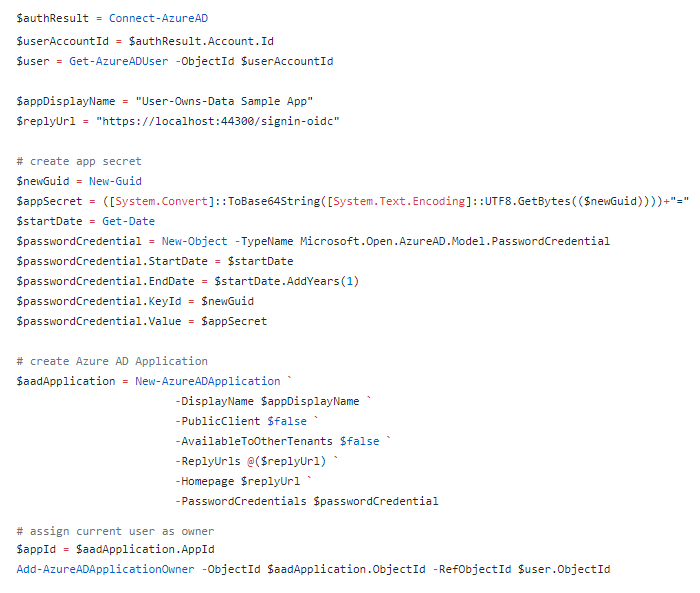 $authResult = Connect-AzureAD
$userAccountId = $authResult.Account.Id
$user = Get-AzureADUser -ObjectId $userAccountId
$appDisplayName = "User-Owns-Data Sample App"
$replyUrl = "https://localhost:44300/signin-oidc"
# create app secret
$newGuid = New-Guid
$appSecret = ([System.Convert]::ToBase64String([System.Text.Encoding]::UTF8.GetBytes(($newGuid))))+"="
$startDate = Get-Date
$passwordCredential = New-Object -TypeName Microsoft.Open.AzureAD.Model.PasswordCredential
$passwordCredential.StartDate = $startDate
$passwordCredential.EndDate = $startDate.AddYears(1)
$passwordCredential.KeyId = $newGuid
$passwordCredential.Value = $appSecret
# create Azure AD Application
$aadApplication = New-AzureADApplication `
-DisplayName $appDisplayName `
-PublicClient $false `
-AvailableToOtherTenants $false `
-ReplyUrls @($replyUrl) `
-Homepage $replyUrl `
-PasswordCredentials $passwordCredential
# assign current user as owner
$appId = $aadApplication.AppId
Add-AzureADApplicationOwner -ObjectId $aadApplication.ObjectId -RefObjectId $user.ObjectId